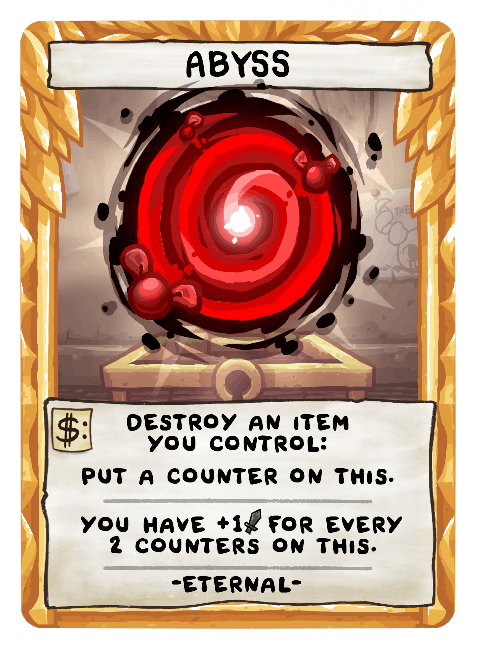 ABYSS
DIE
$:
DESTROY AN ITEM
YOU CONTROL:
PUT A COUNTER ON THIS.
YOU HAVE +1 FOR EVERY
2 COUNTERS ON THIS.
-ETERNAL-